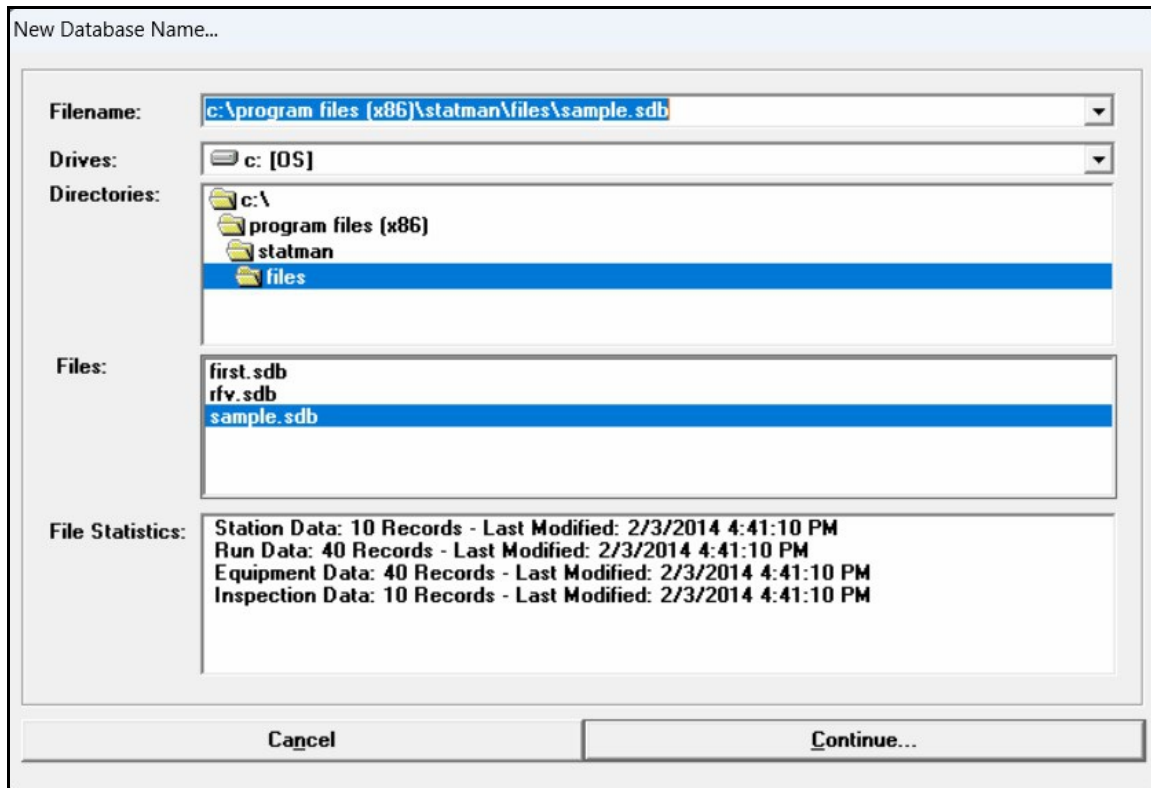 New Database Name...
Filename: c:\program files (x86)\statman\files\sample.sdb
Drives: c: [OS]
Directories: c:\
program files (x86)
statman
files
Files: first.sdb
rfv.sdb
sample.sdb
File Statistics: Station Data: 10 Records - Last Modified: 2/3/2014 4:41:10 PM
Run Data: 40 Records - Last Modified: 2/3/2014 4:41:10 PM
Equipment Data: 40 Records - Last Modified: 2/3/2014 4:41:10 PM
Inspection Data: 10 Records - Last Modified: 2/3/2014 4:41:10 PM
Cancel Continue...